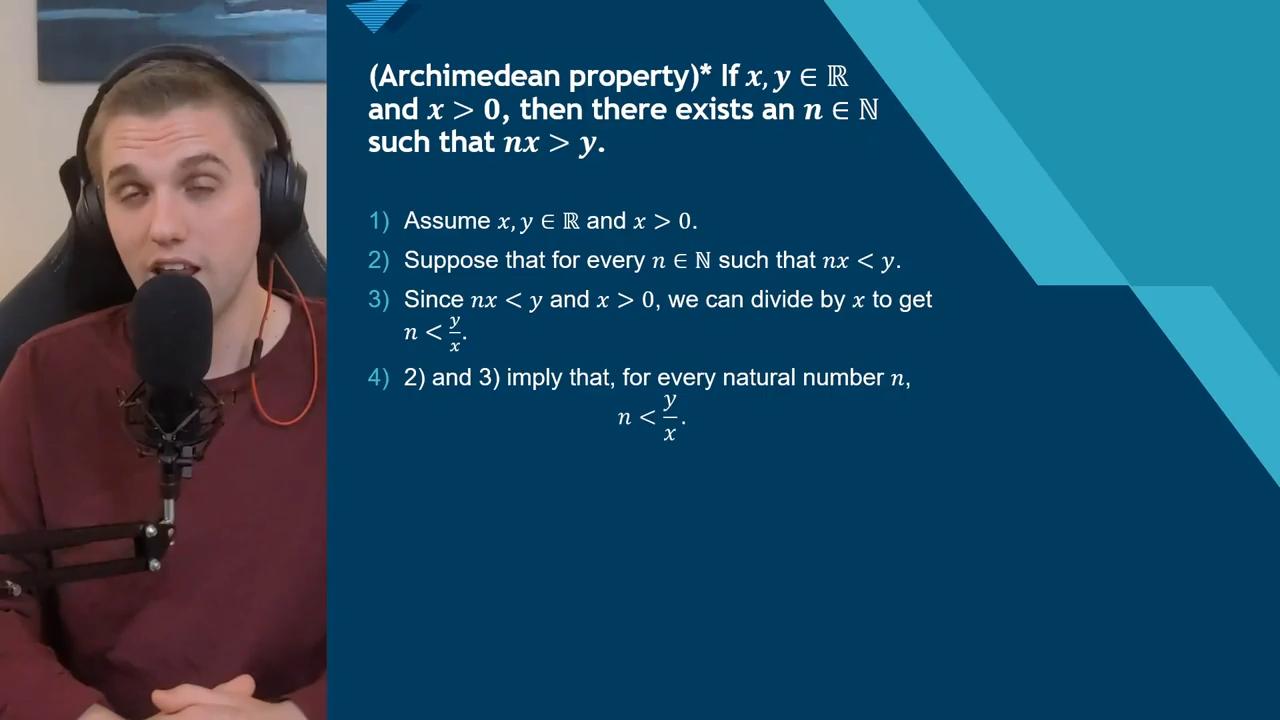 (Archimedean property)* If x, y ∈ ℝ
and x > 0, then there exists an n ∈ ℕ
such that nx > y.
1) Assume x, y ∈ ℝ and x > 0.
2) Suppose that for every n ∈ ℕ such that nx < y.
3) Since nx < y and x > 0, we can divide by x to get
n < y/x.
4) 2) and 3) imply that, for every natural number n,
n < y/x.